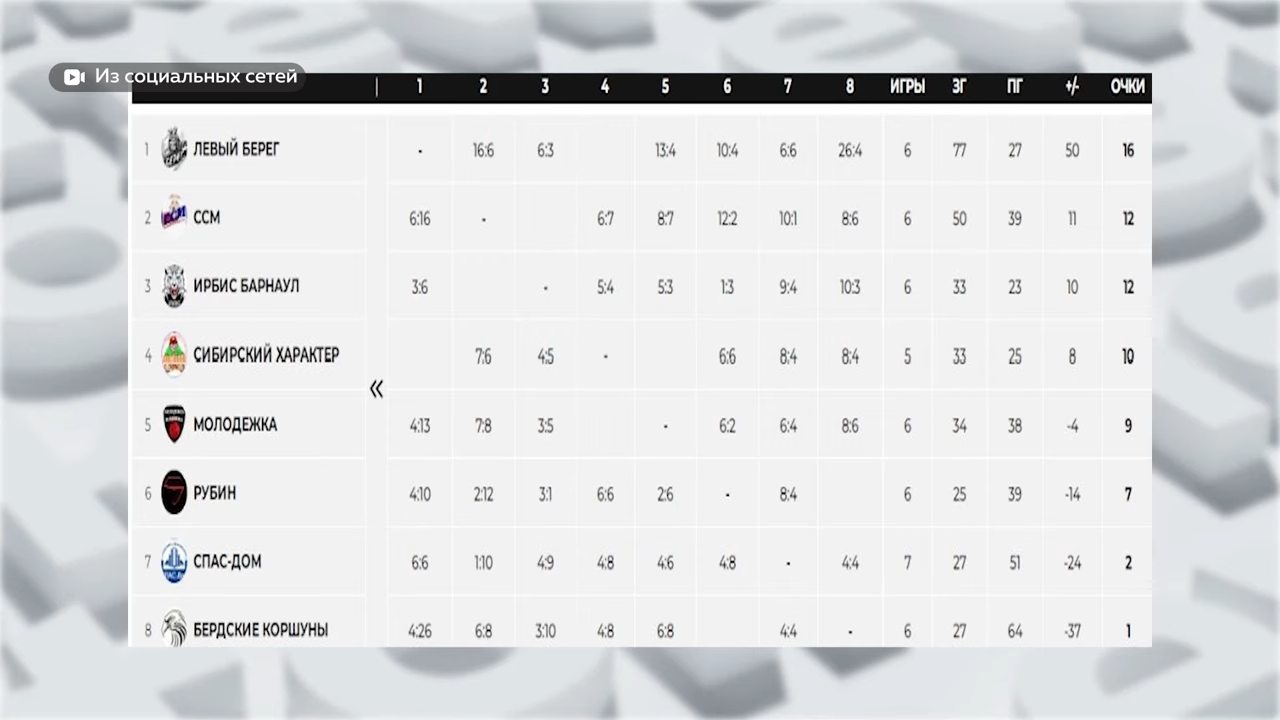 Из социальных сетей
1 2 3 4 5 6 7 8 ИГРЫ ЗГ ПГ +/- ОЧКИ
1 ЛЕВЫЙ БЕРЕГ - 16:6 6:3 13:4 10:4 6:6 26:4 6 77 27 50 16
2 ССМ 6:16 - 6:7 8:7 12:2 10:1 8:6 6 50 39 11 12
3 ИРБИС БАРНАУЛ 3:6 - 5:4 5:3 1:3 9:4 10:3 6 33 23 10 12
4 СИБИРСКИЙ ХАРАКТЕР 7:6 4:5 - 6:6 8:4 8:4 5 33 25 8 10
«
5 МОЛОДЕЖКА 4:13 7:8 3:5 - 6:2 6:4 8:6 6 34 38 -4 9
6 РУБИН 4:10 2:12 3:1 6:6 2:6 - 8:4 6 25 39 -14 7
7 СПАС-ДОМ 6:6 1:10 4:9 4:8 4:6 4:8 - 4:4 7 27 51 -24 2
8 БЕРДСКИЕ КОРШУНЫ 4:26 6:8 3:10 4:8 6:8 4:4 - 6 27 64 -37 1